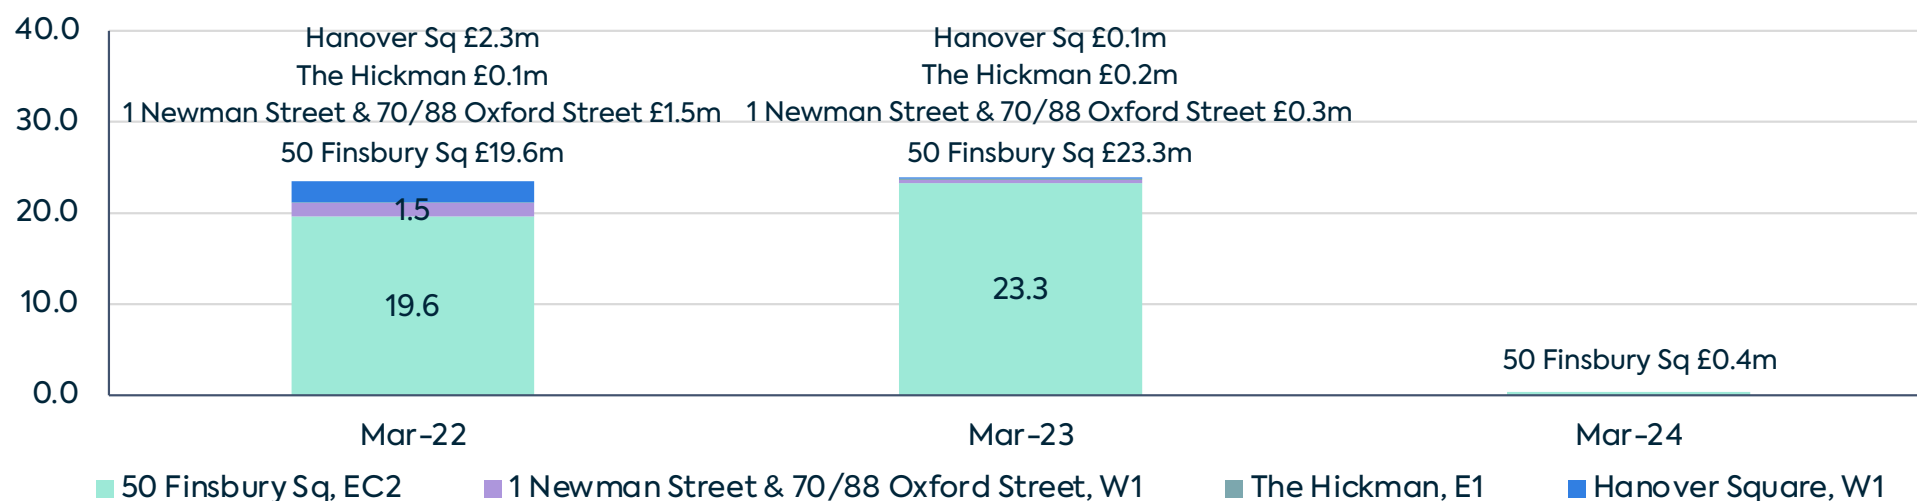 40.0
30.0
20.0
10.0
0.0
Hanover Sq £2.3m
The Hickman £0.1m
1 Newman Street & 70/88 Oxford Street £1.5m
50 Finsbury Sq £19.6m
1.5
19.6
Hanover Sq £0.1m
The Hickman £0.2m
1 Newman Street & 70/88 Oxford Street £0.3m
50 Finsbury Sq £23.3m
23.3
50 Finsbury Sq £0.4m
Mar-22
Mar-23
Mar-24
50 Finsbury Sq, EC2
1 Newman Street & 70/88 Oxford Street, W1
The Hickman, E1
Hanover Square, W1